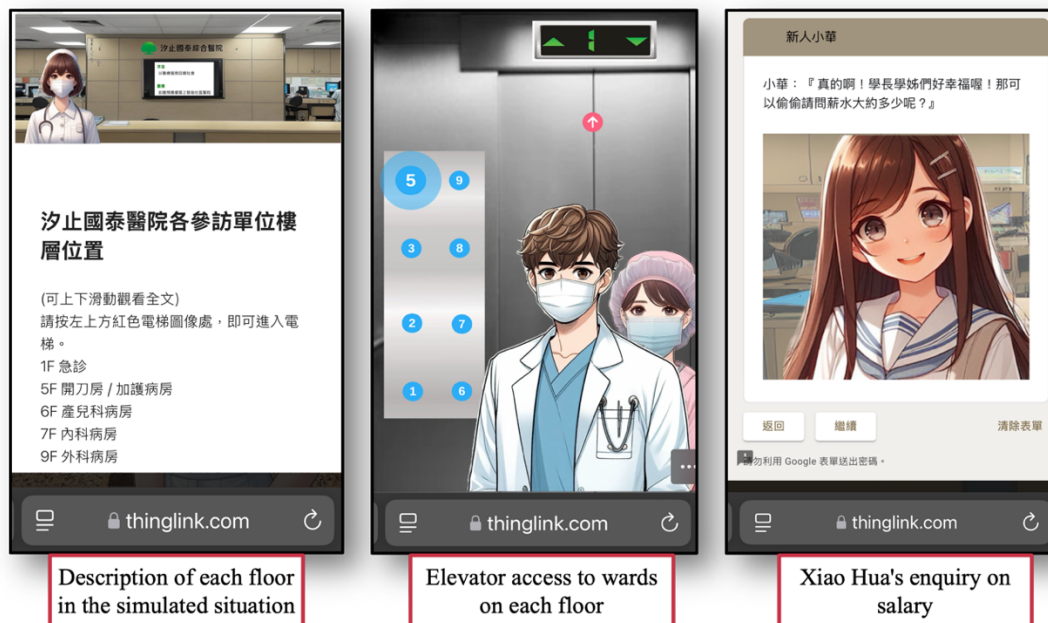 汐止國泰綜合醫院
汐止國泰醫院各參訪單位樓
層位置
(可上下滑動觀看全文)
請按左上方紅色電梯圖像處，即可進入電
梯。
1F 急診
5F 開刀房 / 加護病房
6F 產兒科病房
7F 內科病房
9F 外科病房
thinglink.com
Description of each floor
in the simulated situation
1
5 9
3 8
2 7
1 6
thinglink.com
Elevator access to wards
on each floor
新人小華
小華：『 真的啊！學長學姊們好幸福喔！那可
以偷偷請問薪水大約多少呢？』
返回 繼續 清除表單
請勿利用 Google 表單送出密碼。
thinglink.com
Xiao Hua's enquiry on
salary